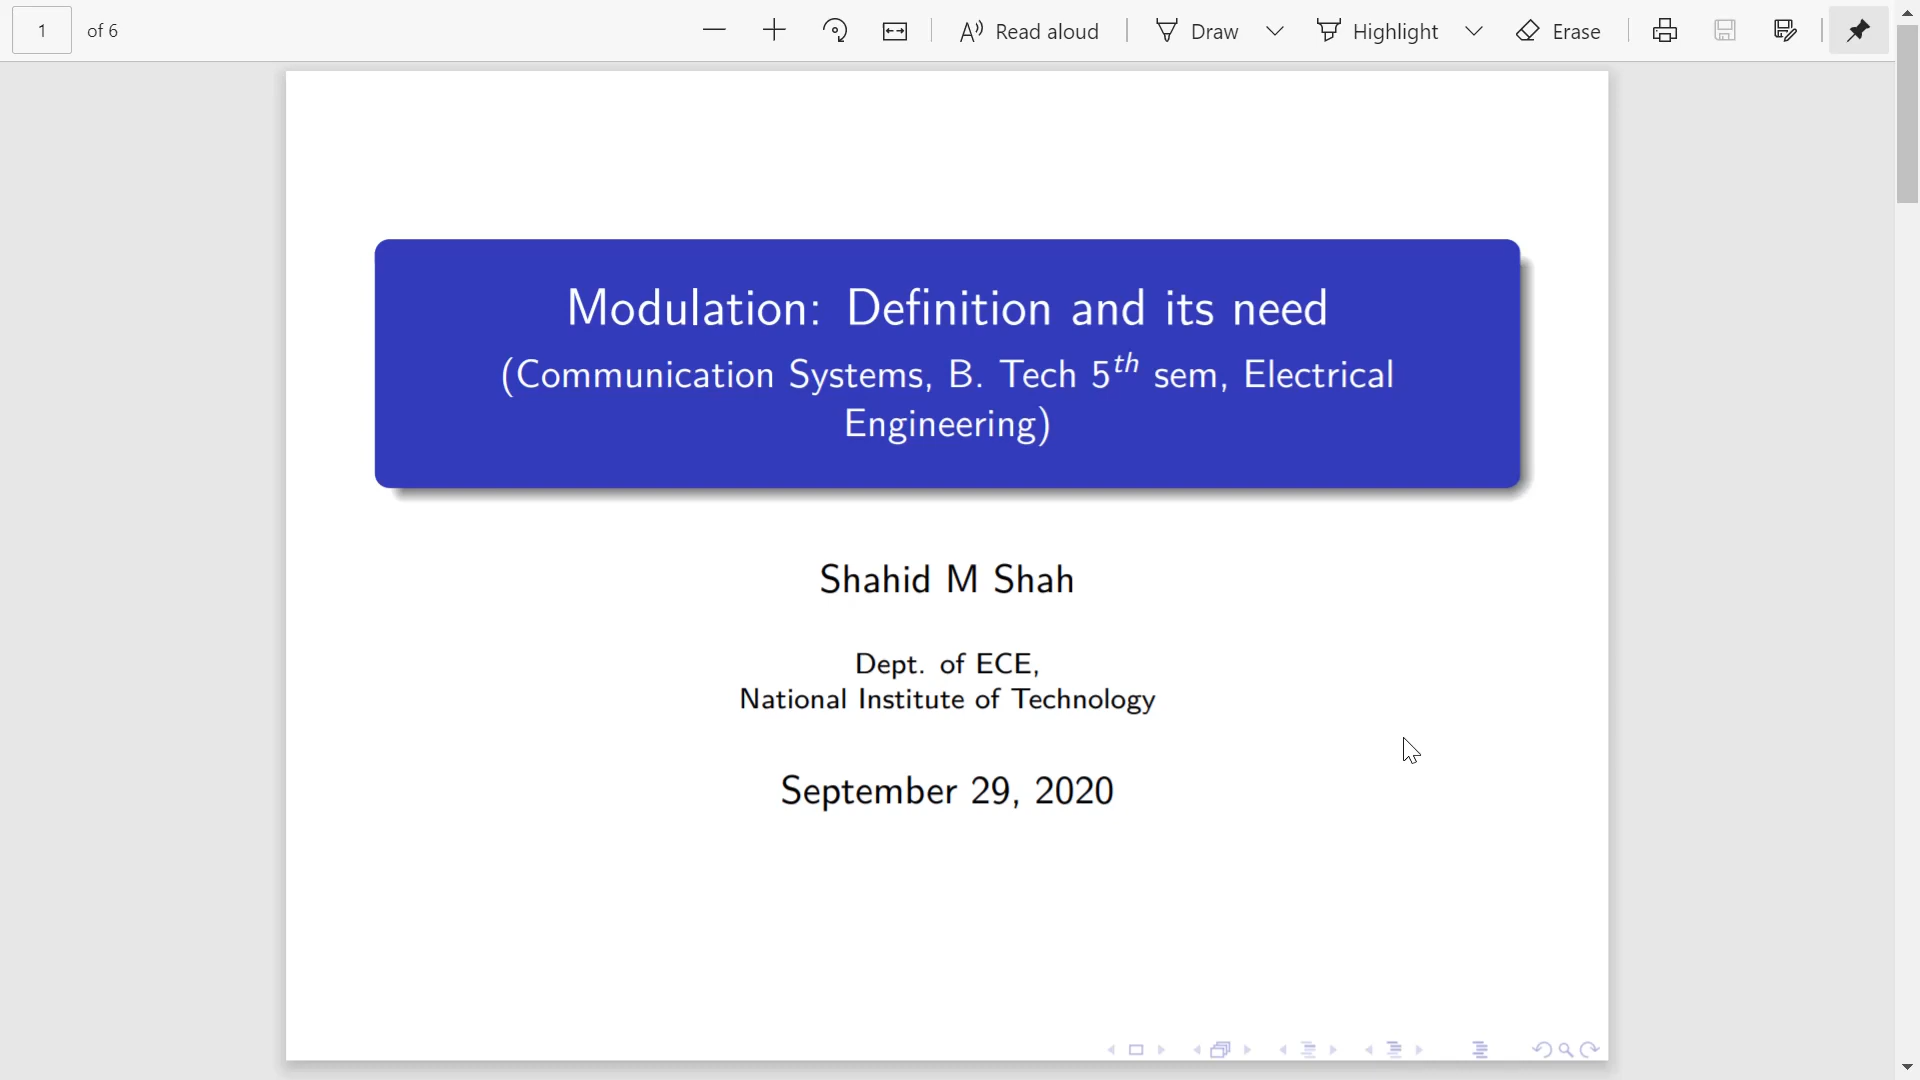 1 of 6 Read aloud Draw Highlight Erase
Modulation: Definition and its need
(Communication Systems, B. Tech 5th sem, Electrical
Engineering)
Shahid M Shah
Dept. of ECE,
National Institute of Technology
September 29, 2020